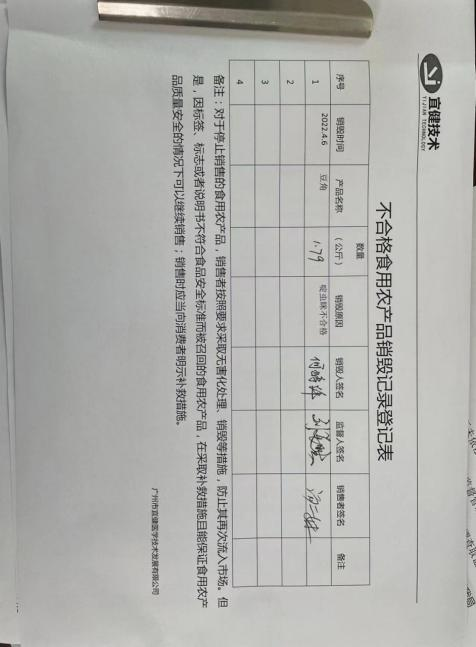 宜健技术
YIJIAN TECHNOLOGY
不合格食用农产品销毁记录登记表
序号 销毁时间 产品名称 数量（公斤） 销毁原因 销毁人签名 监督人签名 销售者签名 备注
1 2022.4.6 豆角 1.79 啶虫脒不合格
2
3
4
备注：对于停止销售的食用农产品，销售者按照要求采取无害化处理、销毁等措施，防止其再次流入市场。但
是，因标签、标志或者说明书不符合食品安全标准而被召回的食用农产品，在采取补救措施且能保证食用农产
品质量安全的情况下可以继续销售；销售时应当向消费者明示补救措施。
广州市宜健医学技术发展有限公司